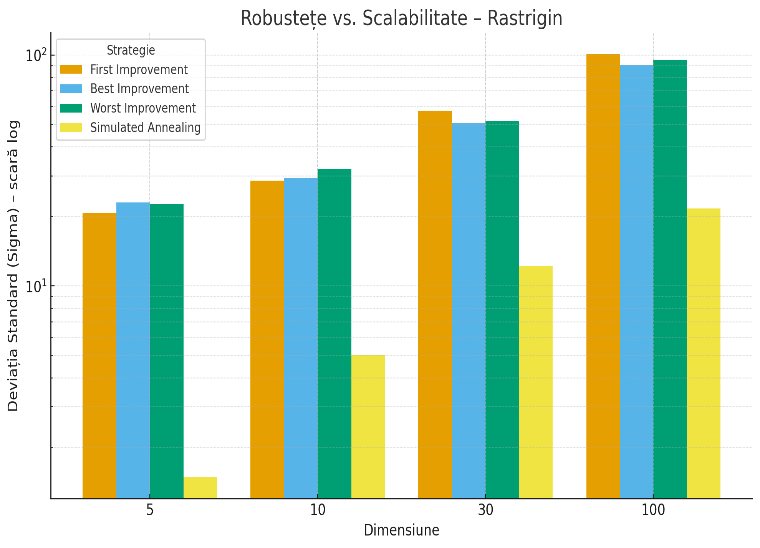 Robustețe vs. Scalabilitate – Rastrigin
Strategie
First Improvement
Best Improvement
Worst Improvement
Simulated Annealing
Deviația Standard (Sigma) – scară log
10²
10¹
5
10
30
100
Dimensiune